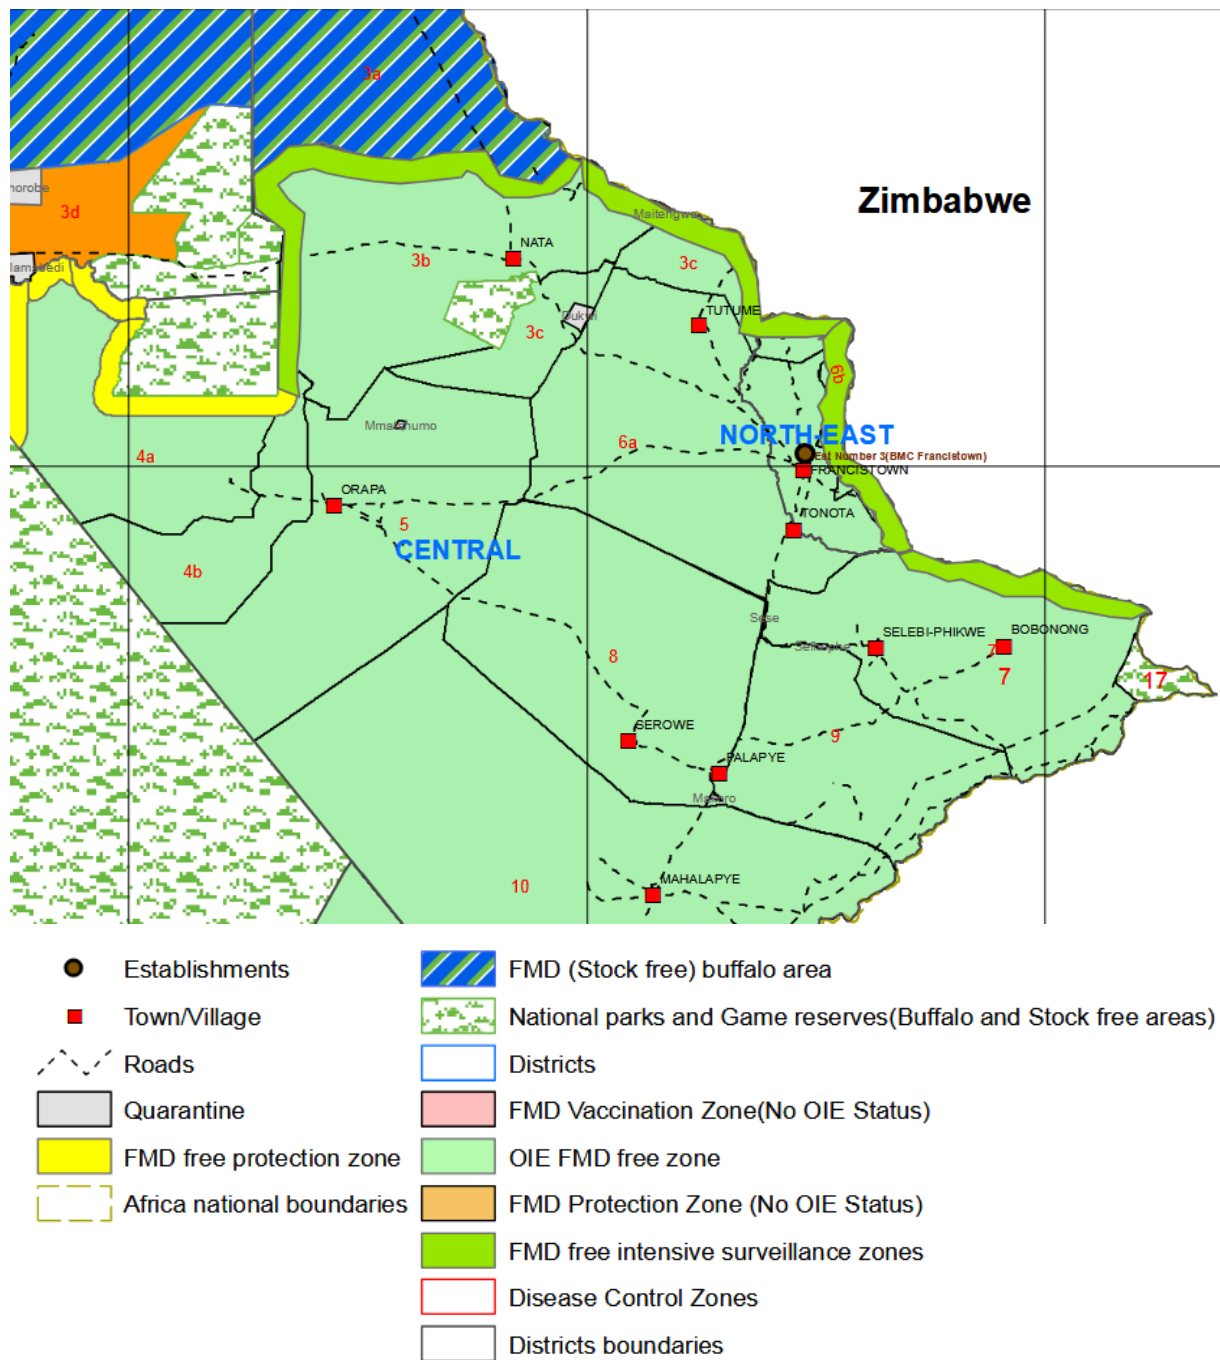 3a
Zimbabwe
3d
Maitengwe
NATA
3b
3c
TUTUME
3c
6b
NORTH-EAST
6a
Est Number 3(BMC Francistown)
FRANCISTOWN
4a
ORAPA
5
TONOTA
CENTRAL
4b
Sese
SELEBI-PHIKWE
BOBONONG
7
7
17
8
SEROWE
9
PALAPYE
10
MAHALAPYE
Establishments
Town/Village
Roads
Quarantine
FMD free protection zone
Africa national boundaries
FMD (Stock free) buffalo area
National parks and Game reserves(Buffalo and Stock free areas)
Districts
FMD Vaccination Zone(No OIE Status)
OIE FMD free zone
FMD Protection Zone (No OIE Status)
FMD free intensive surveillance zones
Disease Control Zones
Districts boundaries